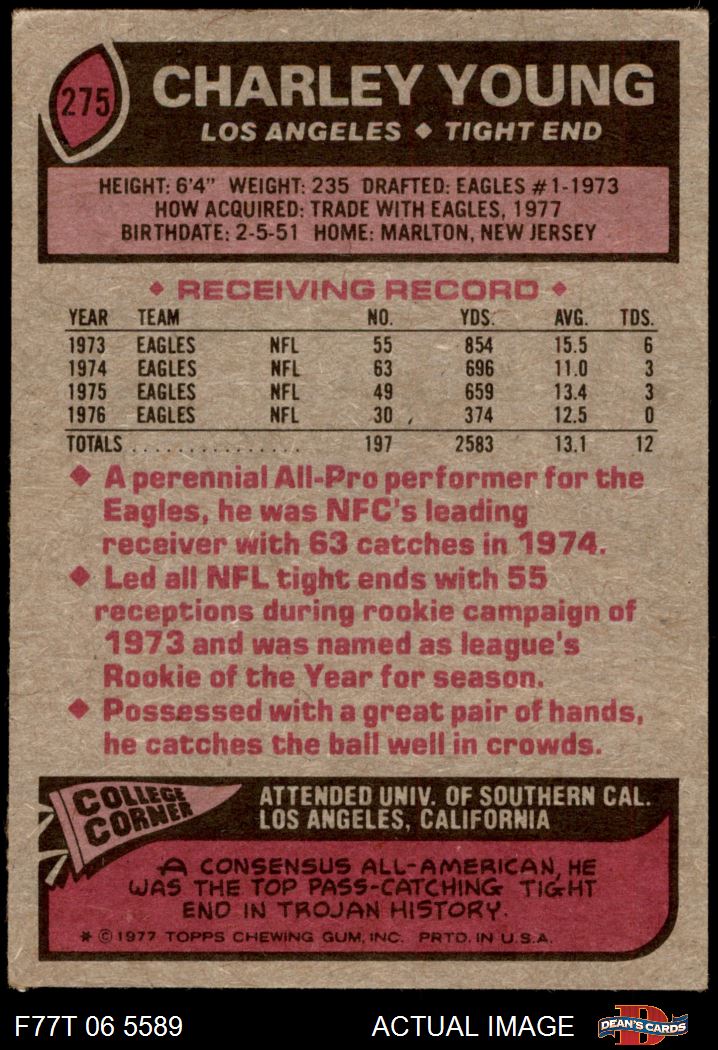 275
CHARLEY YOUNG
LOS ANGELES ◆ TIGHT END
HEIGHT: 6'4" WEIGHT: 235 DRAFTED: EAGLES #1-1973
HOW ACQUIRED: TRADE WITH EAGLES, 1977
BIRTHDATE: 2-5-51 HOME: MARLTON, NEW JERSEY
◆ RECEIVING RECORD ◆
YEAR TEAM NO. YDS. AVG. TDS.
1973 EAGLES NFL 55 854 15.5 6
1974 EAGLES NFL 63 696 11.0 3
1975 EAGLES NFL 49 659 13.4 3
1976 EAGLES NFL 30 374 12.5 0
TOTALS ................ 197 2583 13.1 12
◆ A perennial All-Pro performer for the
Eagles, he was NFC's leading
receiver with 63 catches in 1974.
◆ Led all NFL tight ends with 55
receptions during rookie campaign of
1973 and was named as league's
Rookie of the Year for season.
◆ Possessed with a great pair of hands,
he catches the ball well in crowds.
COLLEGE
CORNER
ATTENDED UNIV. OF SOUTHERN CAL.
LOS ANGELES, CALIFORNIA
A CONSENSUS ALL-AMERICAN, HE
WAS THE TOP PASS-CATCHING TIGHT
END IN TROJAN HISTORY.
* © 1977 TOPPS CHEWING GUM, INC. PRTD. IN U.S.A.
F77T 06 5589 ACTUAL IMAGE
D
DEAN'S CARDS